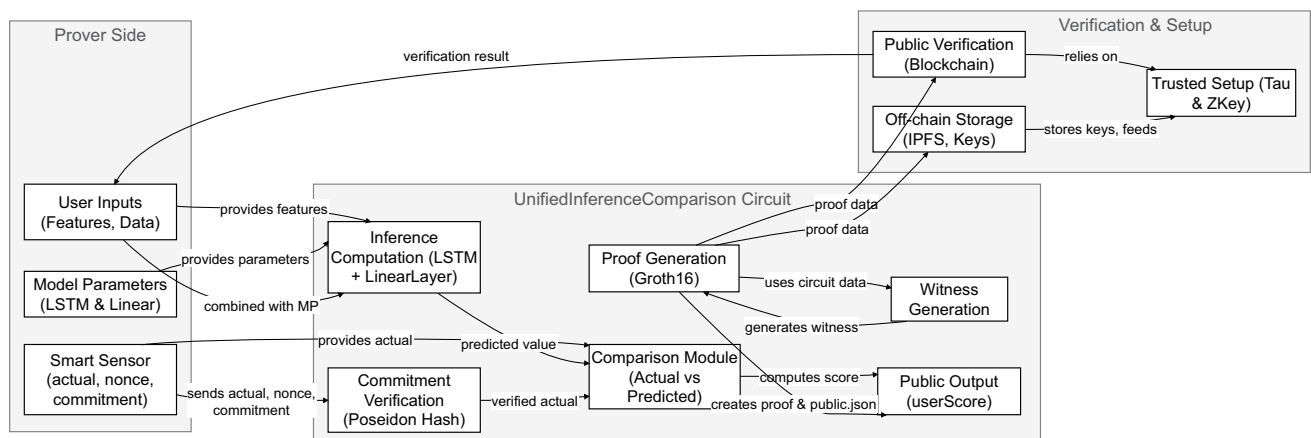 Prover Side
Verification & Setup
Public Verification
(Blockchain)
verification result
relies on
Trusted Setup (Tau
& ZKey)
Off-chain Storage
(IPFS, Keys)
stores keys, feeds
User Inputs
(Features, Data)
UnifiedInferenceComparison Circuit
provides features
proof data
proof data
Inference
Computation (LSTM
+ LinearLayer)
Proof Generation
(Groth16)
provides parameters
Model Parameters
(LSTM & Linear)
uses circuit data
Witness
Generation
combined with MP
generates witness
Smart Sensor
(actual, nonce,
commitment)
provides actual
predicted value
Comparison Module
(Actual vs
Predicted)
sends actual, nonce,
commitment
Commitment
Verification
(Poseidon Hash)
verified actual
computes score
Public Output
(userScore)
creates proof & public.json